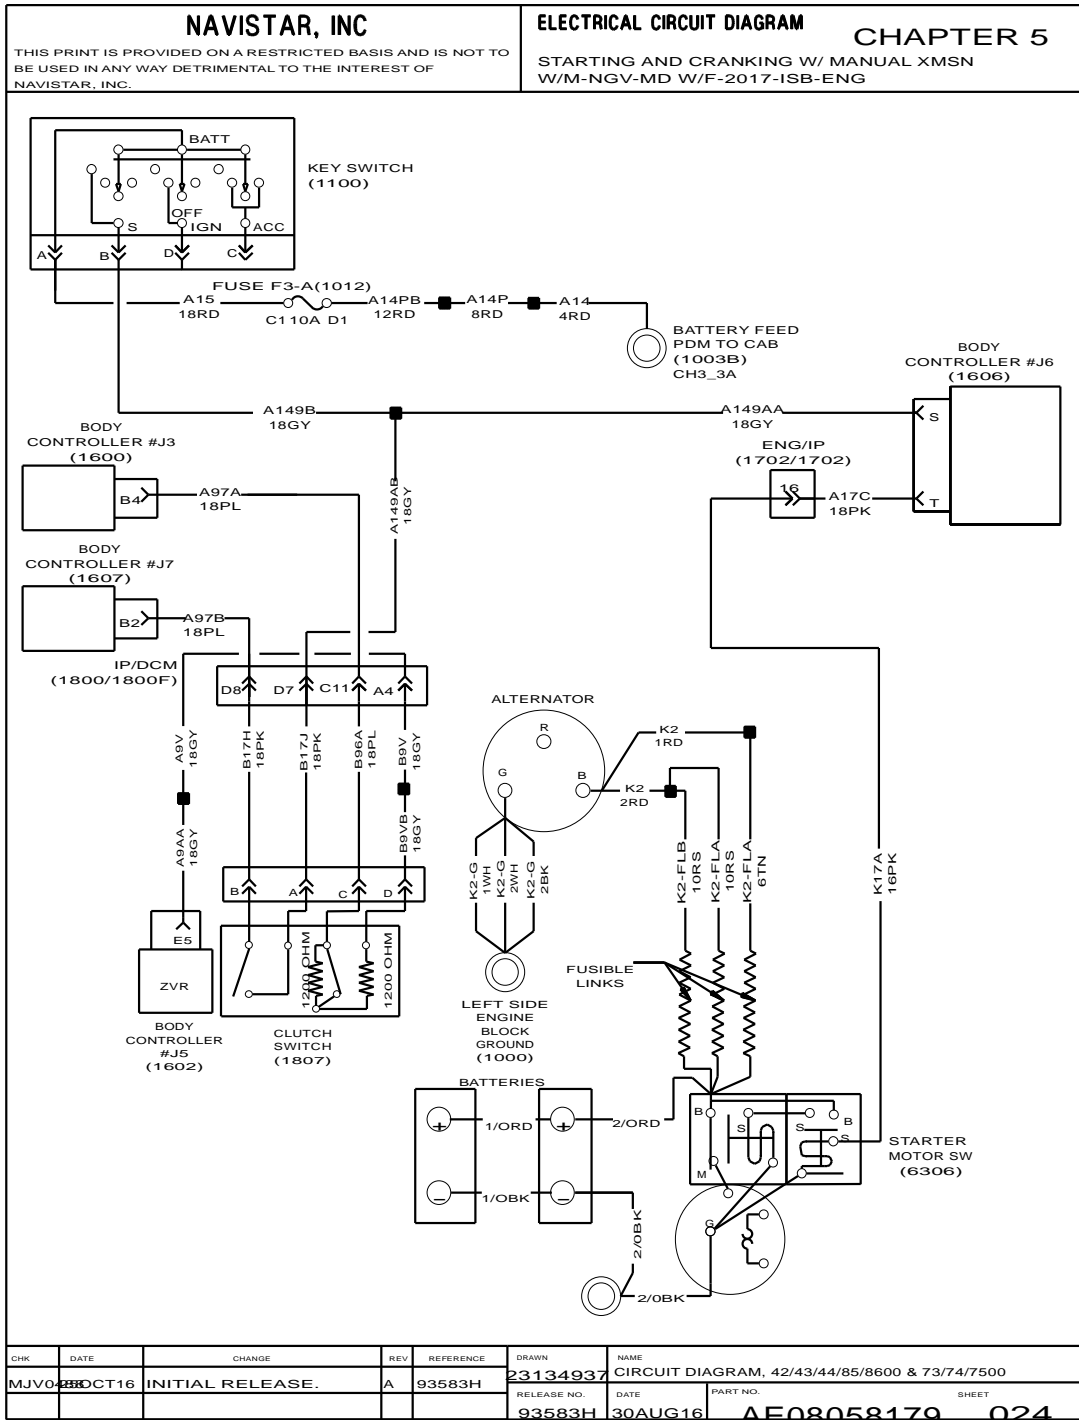 NAVISTAR, INC
THIS PRINT IS PROVIDED ON A RESTRICTED BASIS AND IS NOT TO
BE USED IN ANY WAY DETRIMENTAL TO THE INTEREST OF
NAVISTAR, INC.
ELECTRICAL CIRCUIT DIAGRAM
CHAPTER 5
STARTING AND CRANKING W/ MANUAL XMSN
W/M-NGV-MD W/F-2017-ISB-ENG
BATT
KEY SWITCH
(1100)
OFF
S
IGN
ACC
A
B
D
C
FUSE F3-A(1012)
A15
18RD
C110A D1
A14PB
12RD
A14P
8RD
A14
4RD
BATTERY FEED
PDM TO CAB
(1003B)
CH3_3A
BODY
CONTROLLER #J6
(1606)
A149B
18GY
A149AA
18GY
S
T
ENG/IP
(1702/1702)
16
A17C
18PK
BODY
CONTROLLER #J3
(1600)
B4
A97A
18PL
A149AB
18GY
BODY
CONTROLLER #J7
(1607)
B2
A97B
18PL
IP/DCM
(1800/1800F)
D8
D7
C11
A4
A9V
18GY
B17H
18PK
B17J
18PK
B96A
18PL
B9V
18GY
A9AA
18GY
B9VB
18GY
B
A
C
D
E5
ZVR
BODY
CONTROLLER
#J5
(1602)
1200 OHM
1200 OHM
CLUTCH
SWITCH
(1807)
ALTERNATOR
R
G
B
K2
1RD
K2
2RD
K2-G
1WH
K2-G
2WH
K2-G
2BK
K2-FLB
10RS
K2-FLA
10RS
K2-FLA
6TN
K17A
16PK
FUSIBLE
LINKS
LEFT SIDE
ENGINE
BLOCK
GROUND
(1000)
BATTERIES
+
+
1/ORD
2/ORD
–
–
1/OBK
2/0BK
2/0BK
B
S
S
B
S
M
G
STARTER
MOTOR SW
(6306)
CHK
DATE
CHANGE
REV
REFERENCE
INITIAL RELEASE.
A
93583H
DRAWN
23134937
NAME
CIRCUIT DIAGRAM, 42/43/44/85/8600 & 73/74/7500
RELEASE NO.
93583H
DATE
30AUG16
PART NO.
AE08058179
SHEET
024